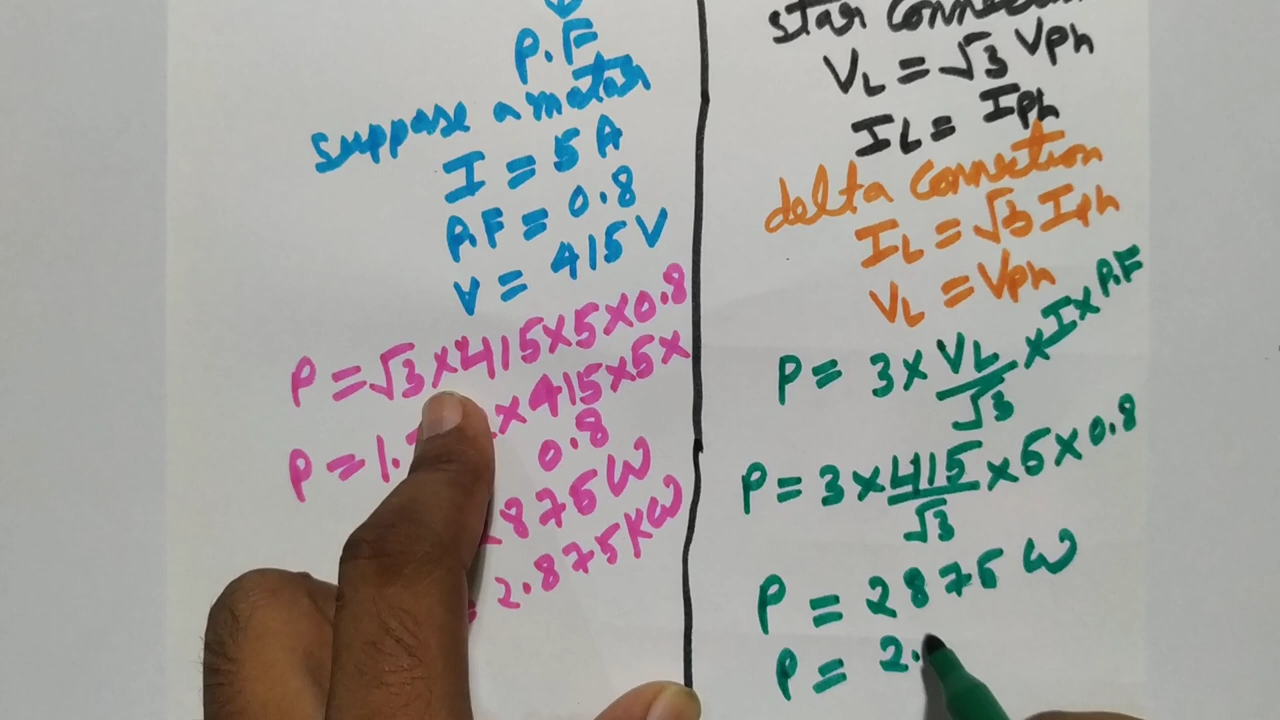 P.F
suppose a motor
I = 5 A
P.F = 0.8
V = 415 V
P = √3 × 415 × 5 × 0.8
P = 1. × 415 × 5 ×
0.8
875 W
2.875 KW
star connection
VL = √3 Vph
IL = Iph
delta connection
IL = √3 Iph
VL = Vph
P = 3 × VL/√3 × I × P.F
P = 3 × 415/√3 × 5 × 0.8
P = 2875 W
P = 2.